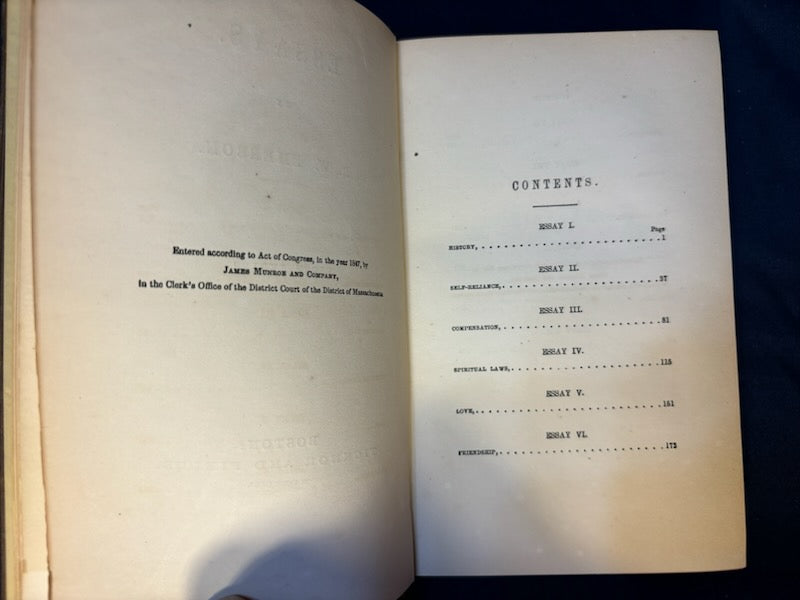 Entered according to Act of Congress, in the year 1847, by
JAMES MUNROE AND COMPANY,
in the Clerk's Office of the District Court of the District of Massachusetts
CONTENTS.
ESSAY I.
Page
HISTORY, . . . . . . . . . . . . . . . . . . . . . . . . 1
ESSAY II.
SELF-RELIANCE, . . . . . . . . . . . . . . . . . . . . . 37
ESSAY III.
COMPENSATION, . . . . . . . . . . . . . . . . . . . . . 81
ESSAY IV.
SPIRITUAL LAWS, . . . . . . . . . . . . . . . . . . . . 115
ESSAY V.
LOVE, . . . . . . . . . . . . . . . . . . . . . . . . . 151
ESSAY VI.
FRIENDSHIP, . . . . . . . . . . . . . . . . . . . . . . 173